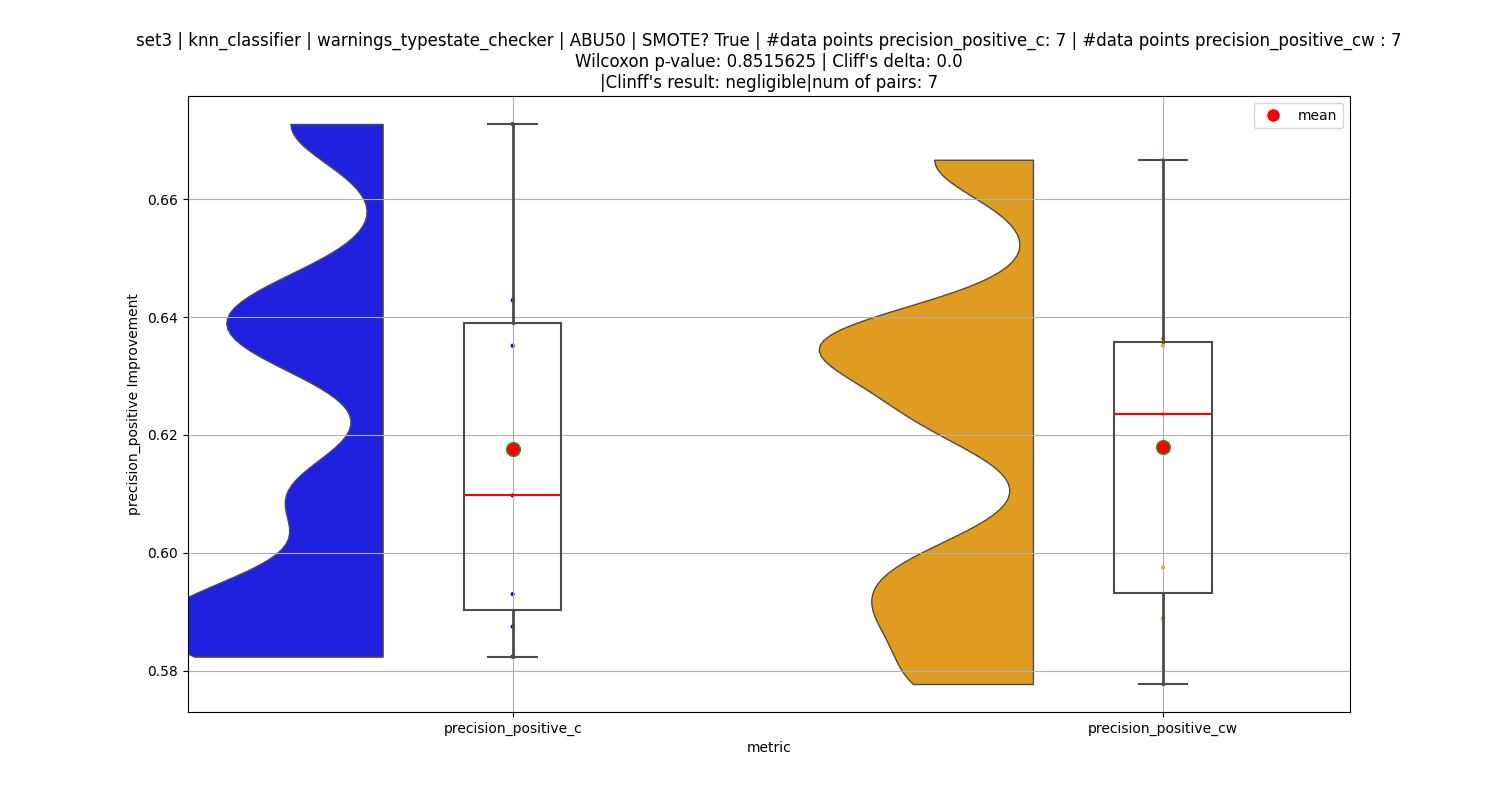 set3 | knn_classifier | warnings_typestate_checker | ABU50 | SMOTE? True | #data points precision_positive_c: 7 | #data points precision_positive_cw : 7
Wilcoxon p-value: 0.8515625 | Cliff's delta: 0.0
|Clinff's result: negligible|num of pairs: 7
mean
0.66
0.64
0.62
0.60
0.58
precision_positive Improvement
precision_positive_c
precision_positive_cw
metric